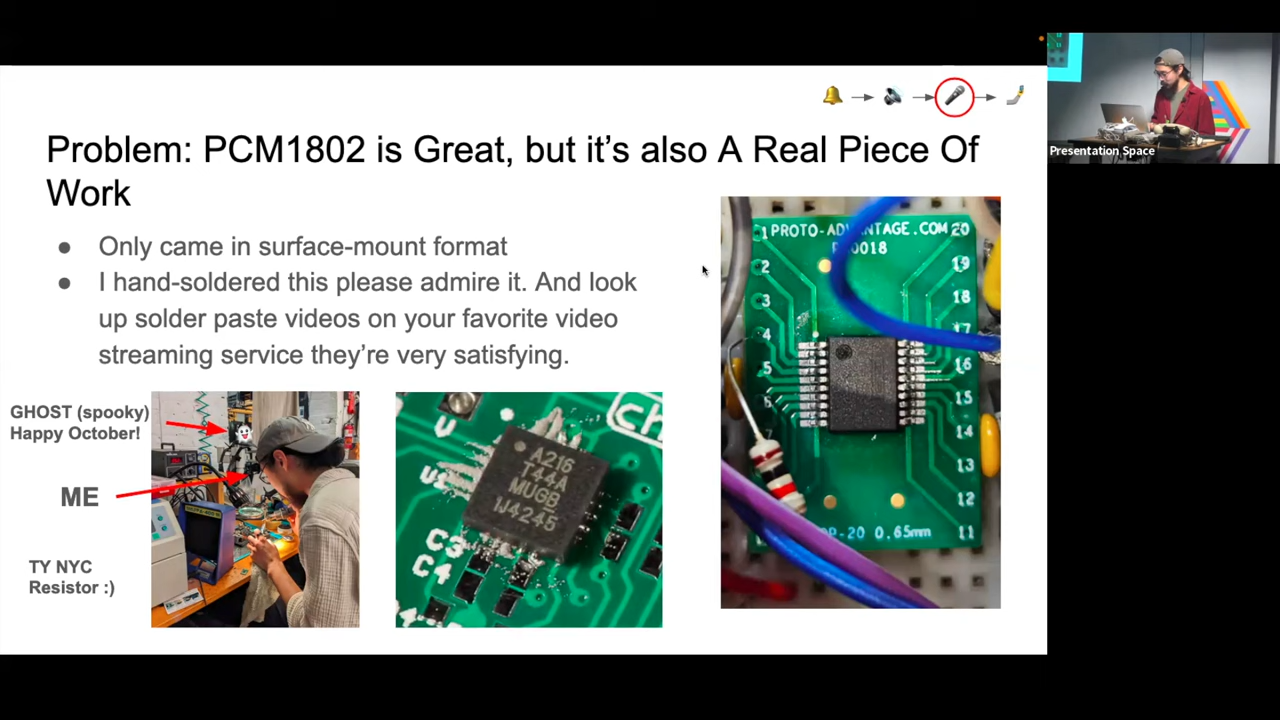 Problem: PCM1802 is Great, but it's also A Real Piece Of
Work
● Only came in surface-mount format
● I hand-soldered this please admire it. And look
up solder paste videos on your favorite video
streaming service they're very satisfying.
GHOST (spooky)
Happy October!
ME
TY NYC
Resistor :)
A216
T44A
MUGB
1J4245
C3
C4
1 PROTO-ADVANTAGE.COM 20
0018
2 19
3 18
4
5 16
15
14
13
12
0.65mm 11
Presentation Space